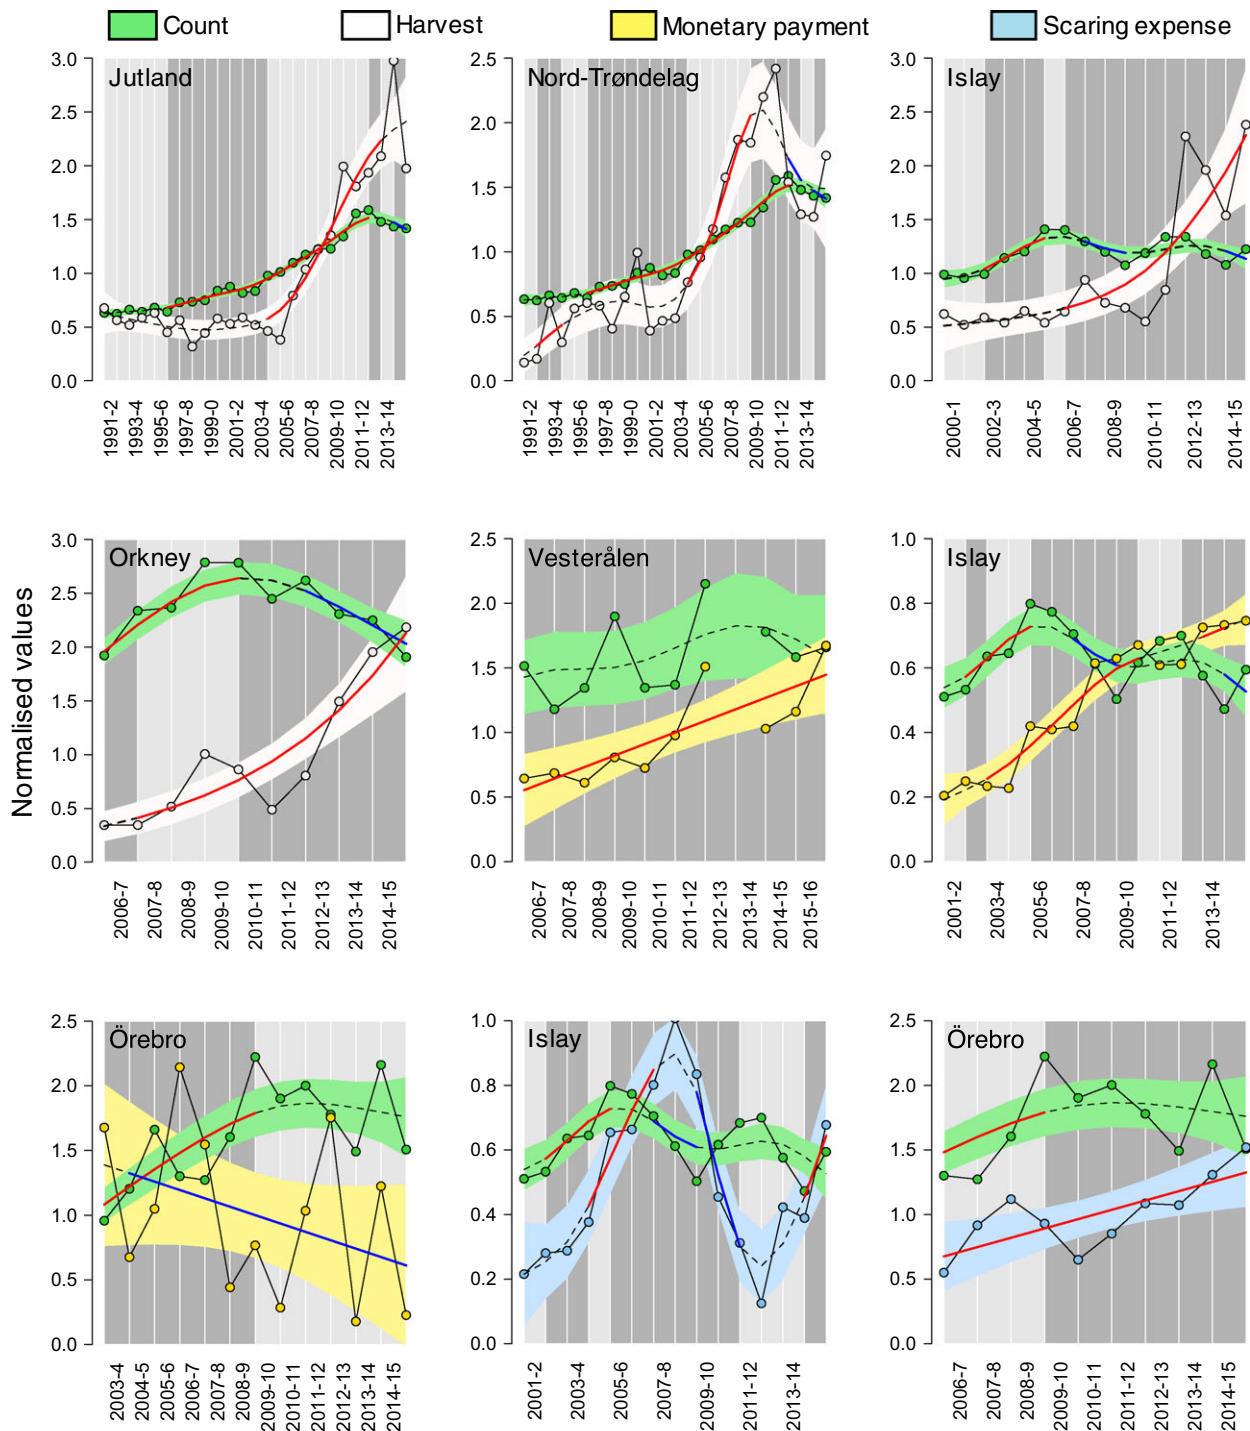 Count Harvest Monetary payment Scaring expense
Jutland
3.0
2.5
2.0
1.5
1.0
0.5
0.0
1991-2 1993-4 1995-6 1997-8 1999-0 2001-2 2003-4 2005-6 2007-8 2009-10 2011-12 2013-14
Nord-Trøndelag
2.5
2.0
1.5
1.0
0.5
0.0
1991-2 1993-4 1995-6 1997-8 1999-0 2001-2 2003-4 2005-6 2007-8 2009-10 2011-12 2013-14
Islay
3.0
2.5
2.0
1.5
1.0
0.5
0.0
2000-1 2002-3 2004-5 2006-7 2008-9 2010-11 2012-13 2014-15
Normalised values
Orkney
3.0
2.5
2.0
1.5
1.0
0.5
0.0
2006-7 2007-8 2008-9 2009-10 2010-11 2011-12 2012-13 2013-14 2014-15
Vesterålen
2.5
2.0
1.5
1.0
0.5
0.0
2006-7 2007-8 2008-9 2009-10 2010-11 2011-12 2012-13 2013-14 2014-15 2015-16
Islay
1.0
0.8
0.6
0.4
0.2
0.0
2001-2 2003-4 2005-6 2007-8 2009-10 2011-12 2013-14
Örebro
2.5
2.0
1.5
1.0
0.5
0.0
2003-4 2004-5 2005-6 2006-7 2007-8 2008-9 2009-10 2010-11 2011-12 2012-13 2013-14 2014-15
Islay
1.0
0.8
0.6
0.4
0.2
0.0
2001-2 2003-4 2005-6 2007-8 2009-10 2011-12 2013-14
Örebro
2.5
2.0
1.5
1.0
0.5
0.0
2006-7 2007-8 2008-9 2009-10 2010-11 2011-12 2012-13 2013-14 2014-15